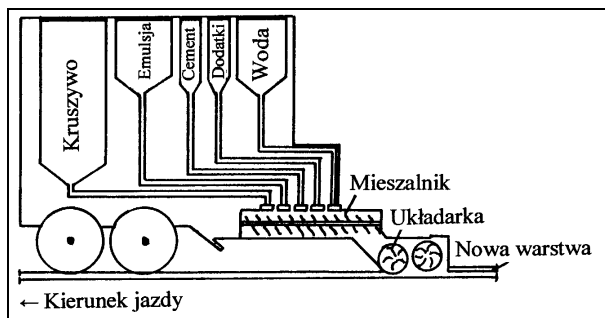 Kruszywo
Emulsja
Cement
Dodatki
Woda
Mieszalnik
Układarka
Nowa warstwa
← Kierunek jazdy